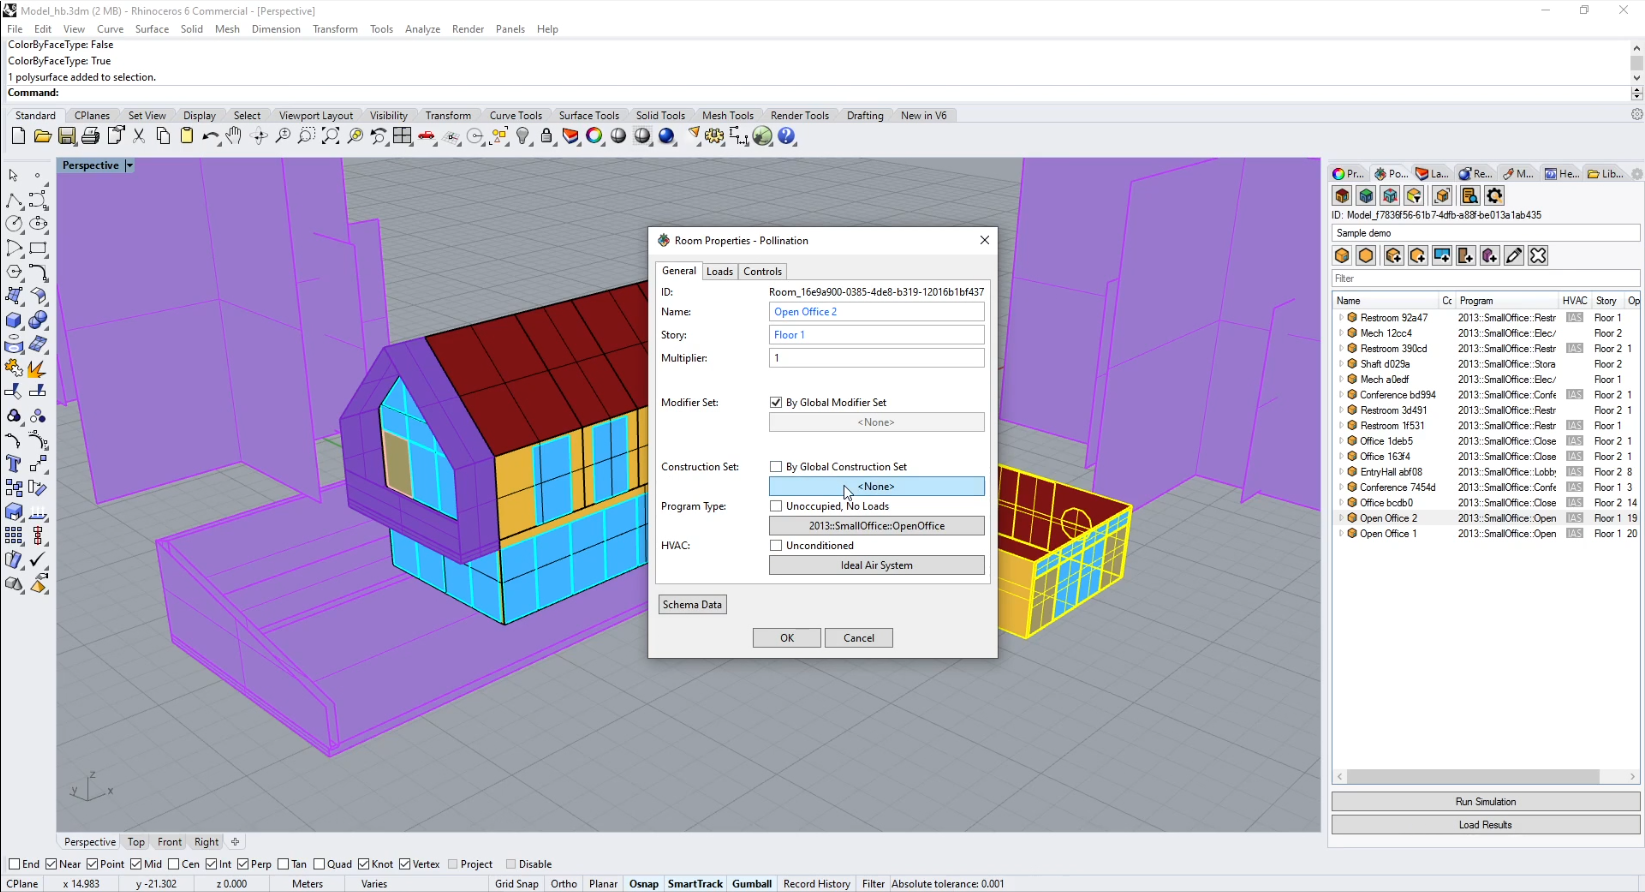 Model_hb.3dm (2 MB) - Rhinoceros 6 Commercial - [Perspective]
File Edit View Curve Surface Solid Mesh Dimension Transform Tools Analyze Render Panels Help
ColorByFaceType: False
ColorByFaceType: True
1 polysurface added to selection.
Command:
Standard CPlanes Set View Display Select Viewport Layout Visibility Transform Curve Tools Surface Tools Solid Tools Mesh Tools Render Tools Drafting New in V6
Perspective
Pr... Po... La... Re... M... He... Lib...
ID: Model_f7836f56-61b7-4dfb-a88f-be013a1ab435
Sample demo
Filter
Name Cc Program HVAC Story Op
Restroom 92a47 2013::SmallOffice::Restr IAS Floor 1
Mech 12cc4 2013::SmallOffice::Elec/ Floor 2
Restroom 390cd 2013::SmallOffice::Restr IAS Floor 2 1
Shaft d029a 2013::SmallOffice::Stora Floor 2
Mech a0edf 2013::SmallOffice::Elec/ Floor 1
Conference bd994 2013::SmallOffice::Confe IAS Floor 2 1
Restroom 3d491 2013::SmallOffice::Restr IAS Floor 2 1
Restroom 1f531 2013::SmallOffice::Restr IAS Floor 1
Office 1deb5 2013::SmallOffice::Close IAS Floor 2 1
Office 163f4 2013::SmallOffice::Close IAS Floor 2 1
EntryHall abf08 2013::SmallOffice::Lobby IAS Floor 2 8
Conference 7454d 2013::SmallOffice::Confe IAS Floor 1 3
Office bcdb0 2013::SmallOffice::Close IAS Floor 2 14
Open Office 2 2013::SmallOffice::Open IAS Floor 1 19
Open Office 1 2013::SmallOffice::Open IAS Floor 1 20
Run Simulation
Load Results
Room Properties - Pollination
General Loads Controls
ID: Room_16e9a900-0385-4de8-b319-12016b1bf437
Name: Open Office 2
Story: Floor 1
Multiplier: 1
Modifier Set: By Global Modifier Set
<None>
Construction Set: By Global Construction Set
<None>
Program Type: Unoccupied, No Loads
2013::SmallOffice::OpenOffice
HVAC: Unconditioned
Ideal Air System
Schema Data
OK Cancel
z
y x
Perspective Top Front Right
End Near Point Mid Cen Int Perp Tan Quad Knot Vertex Project Disable
CPlane x 14.983 y -21.302 z 0.000 Meters Varies Grid Snap Ortho Planar Osnap SmartTrack Gumball Record History Filter Absolute tolerance: 0.001